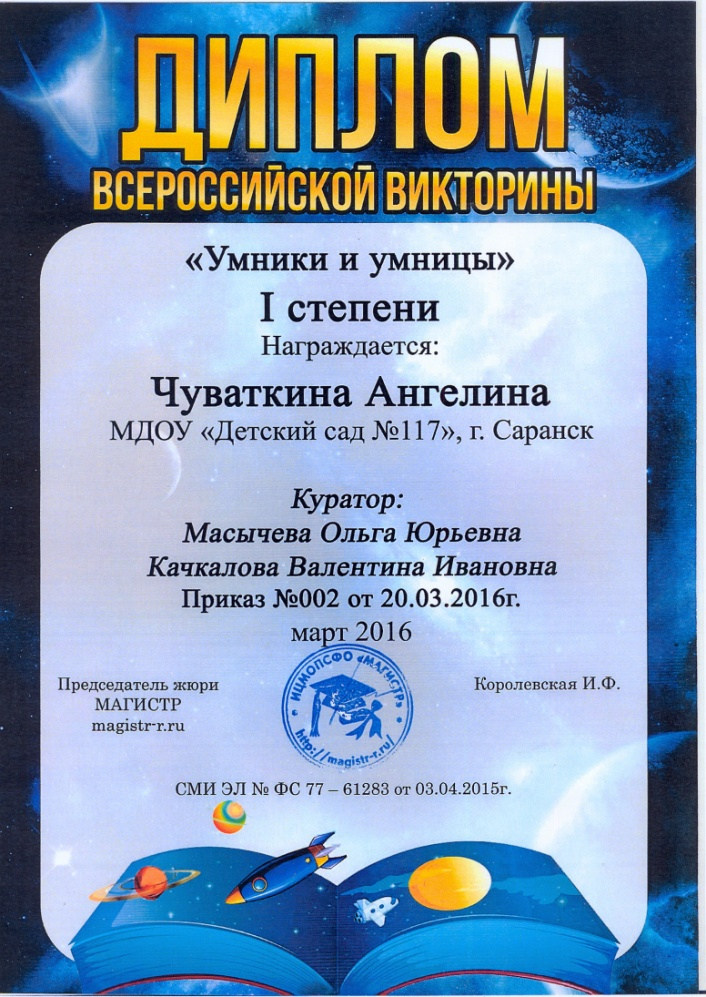 ДИПЛОМ
ВСЕРОССИЙСКОЙ ВИКТОРИНЫ
«Умники и умницы»
I степени
Награждается:
Чуваткина Ангелина
МДОУ «Детский сад №117», г. Саранск
Куратор:
Масычева Ольга Юрьевна
Качкалова Валентина Ивановна
Приказ №002 от 20.03.2016г.
март 2016
Председатель жюри
МАГИСТР
magistr-r.ru
ИЦМОПСФО «МАГИСТР»
http://magistr-r.ru/
Королевская И.Ф.
СМИ ЭЛ № ФС 77 – 61283 от 03.04.2015г.